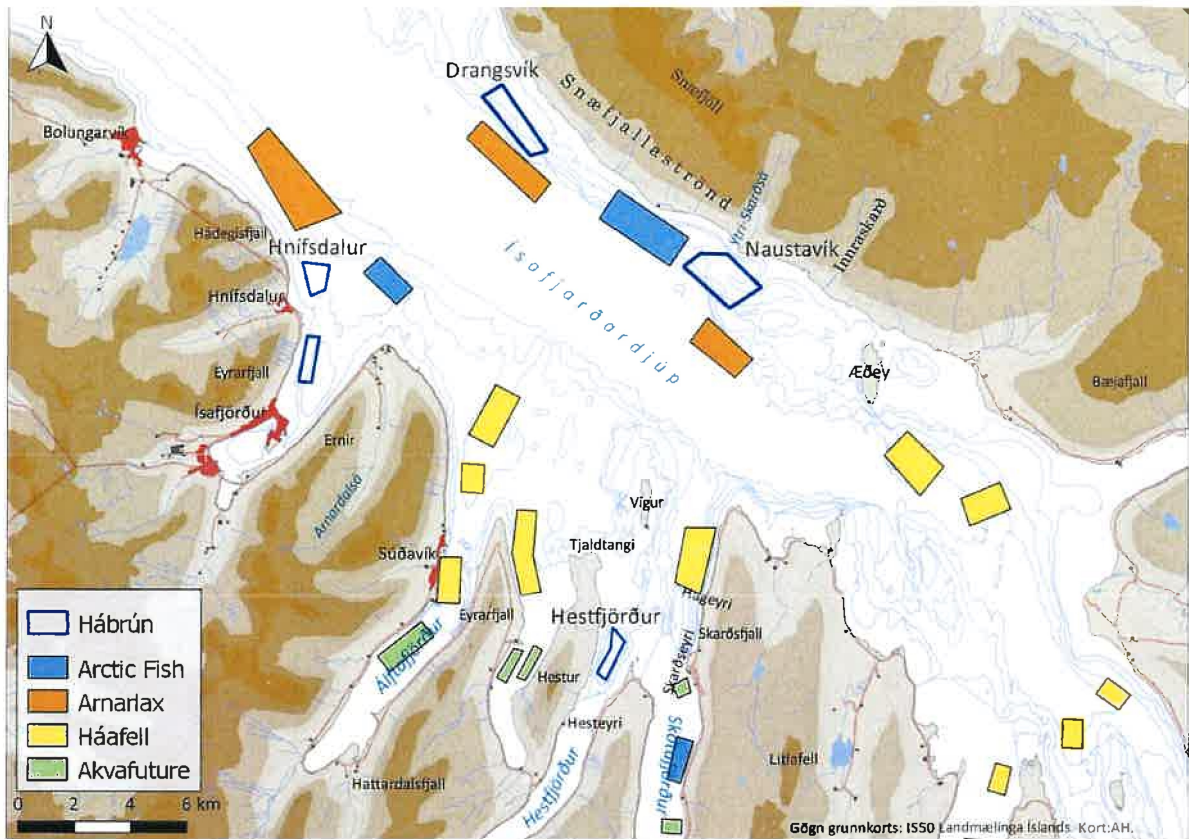 N
Drangsvík
Snæfjallaströnd
Snæfjöll
Bolungarvík
Ytri-Skarðsá
Innraskarð
Hádegisfjall
Hnífsdalur
Naustavík
Ísafjarðardjúp
Hnífsdalur
Eyrarfjall
Æðey
Bæjafjall
Ísafjörður
Ernir
Arnardalsá
Vigur
Tjaldtangi
Súðavík
Hábrún
Eyrarfjall
Hestfjörður
Skarðsfjall
Skarðseyri
Álftafjörður
Hestur
Arctic Fish
Arnarlax
Hesteyri
Háafell
Litlafell
Akvafuture
Hattardalsfjall
Hestfjörður
Skötufjörður
0 2 4 6 km
Gögn grunnkorts: IS50 Landmælinga Íslands Kort:AH.